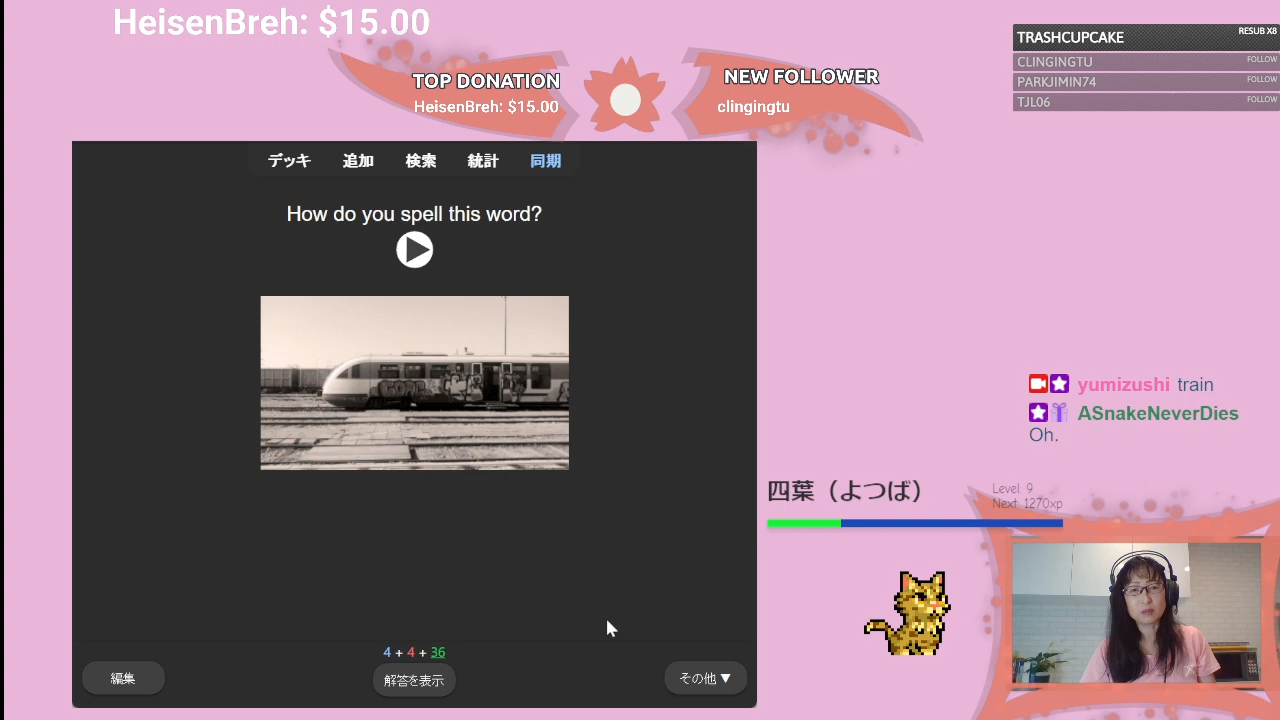 HeisenBreh: $15.00
TOP DONATION
HeisenBreh: $15.00
NEW FOLLOWER
clingingtu
TRASHCUPCAKE RESUB X8
CLINGINGTU FOLLOW
PARKJIMIN74 FOLLOW
TJL06 FOLLOW
デッキ 追加 検索 統計 同期
How do you spell this word?
yumizushi train
ASnakeNeverDies
Oh.
四葉（よつば）
Level: 9
Next: 1270xp
4 + 4 + 36
編集 解答を表示 その他 ▼